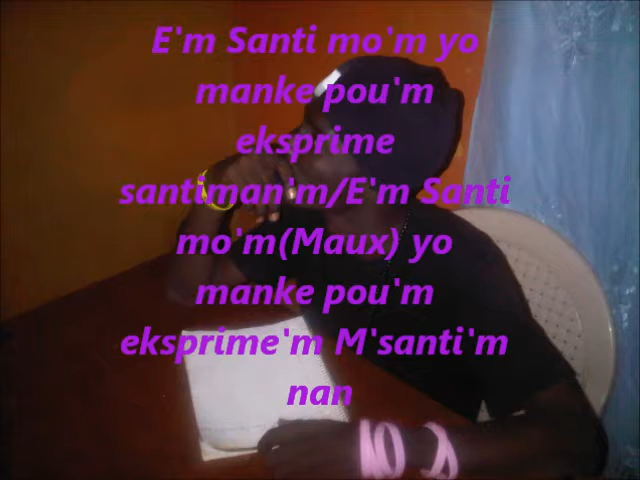 E'm Santi mo'm yo
manke pou'm
eksprime
santiman'm/E'm Santi
mo'm(Maux) yo
manke pou'm
eksprime'm M'santi'm
nan